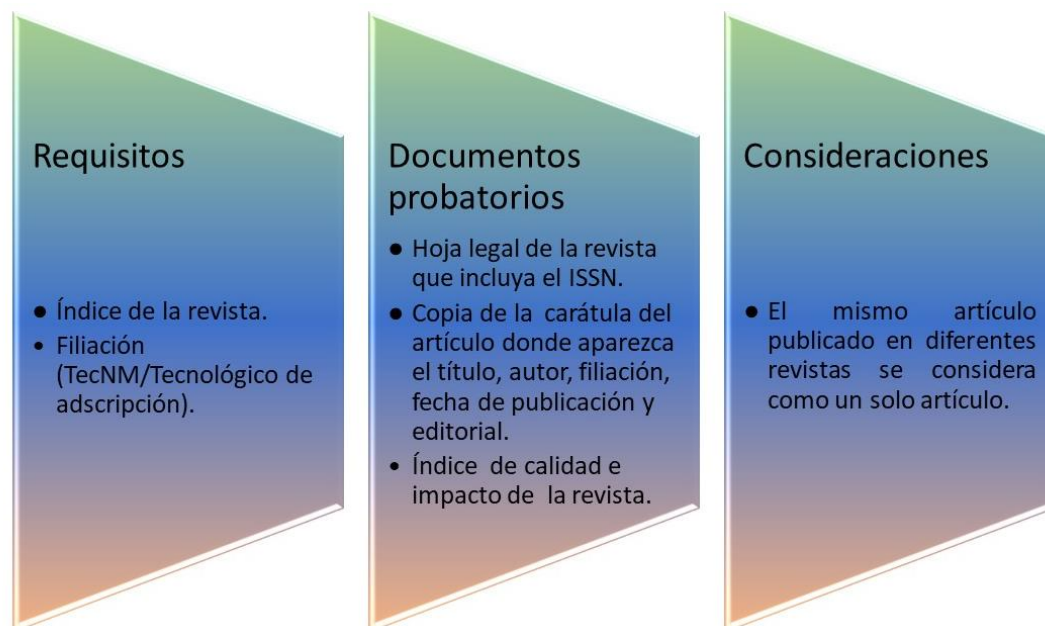 Requisitos
● Índice de la revista.
• Filiación
(TecNM/Tecnológico de
adscripción).
Documentos
probatorios
● Hoja legal de la revista
que incluya el ISSN.
● Copia de la carátula del
artículo donde aparezca
el título, autor, filiación,
fecha de publicación y
editorial.
• Índice de calidad e
impacto de la revista.
Consideraciones
● El mismo artículo
publicado en diferentes
revistas se considera
como un solo artículo.